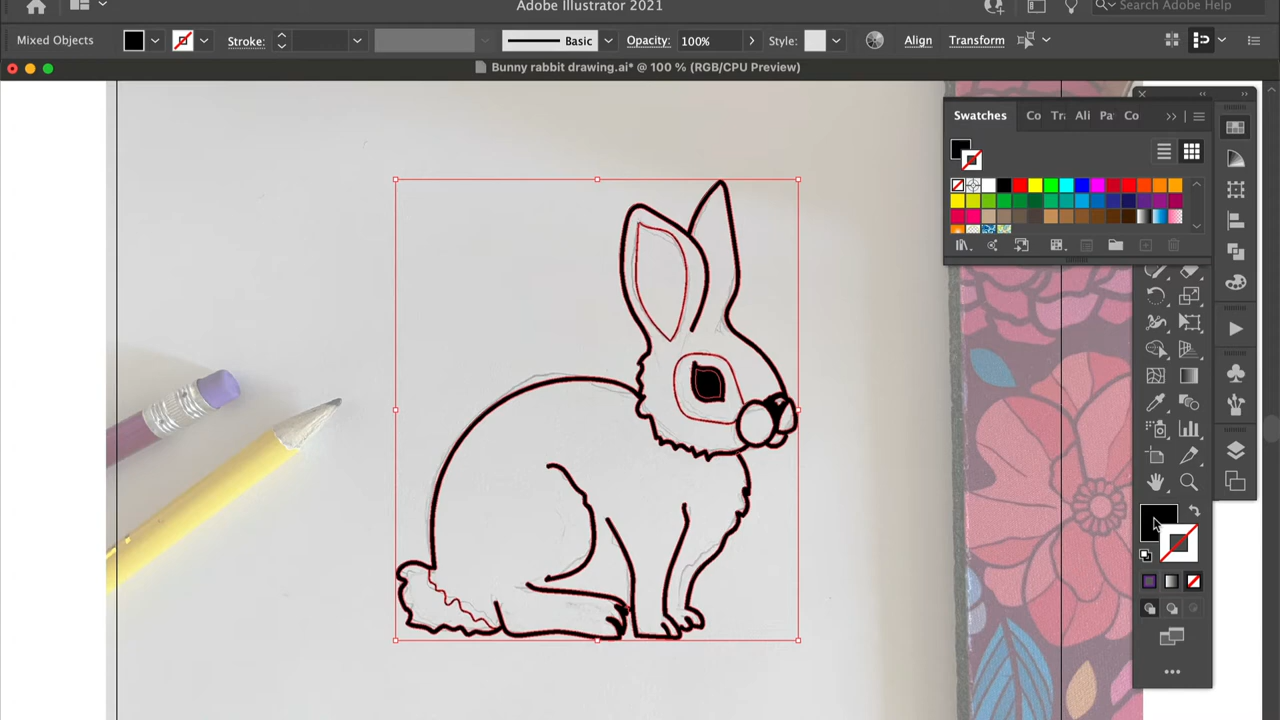 Adobe Illustrator 2021
Search Adobe Help
Mixed Objects
Stroke:
Basic
Opacity:
100%
Style:
Align
Transform
Bunny rabbit drawing.ai* @ 100 % (RGB/CPU Preview)
Swatches
Co
Tr
Ali
Pa
Co